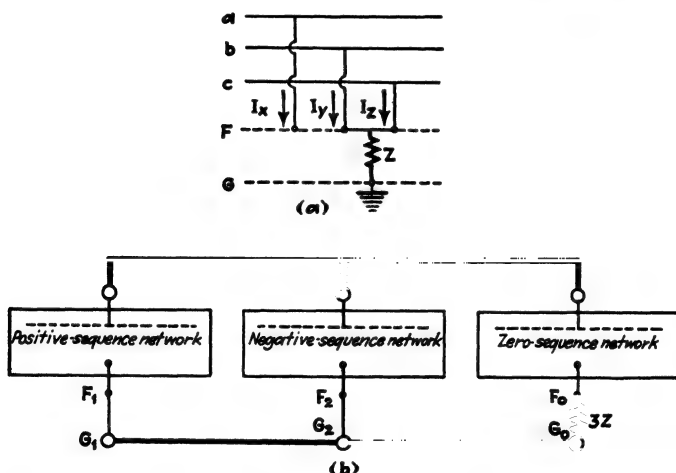 a
b
c
Ix Iy Iz
F
Z
G
(a)
Positive-sequence network Negative-sequence network Zero-sequence network
F1 F2 F0
G1 G2 G0 3Z
(b)